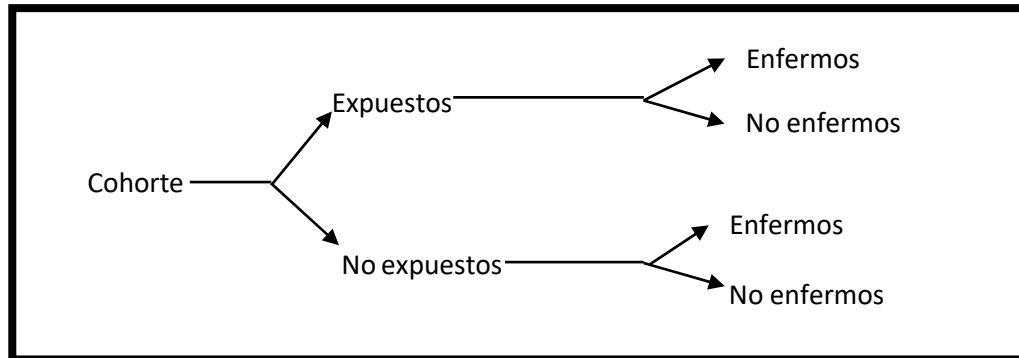 Enfermos
Expuestos
No enfermos
Cohorte
Enfermos
No expuestos
No enfermos